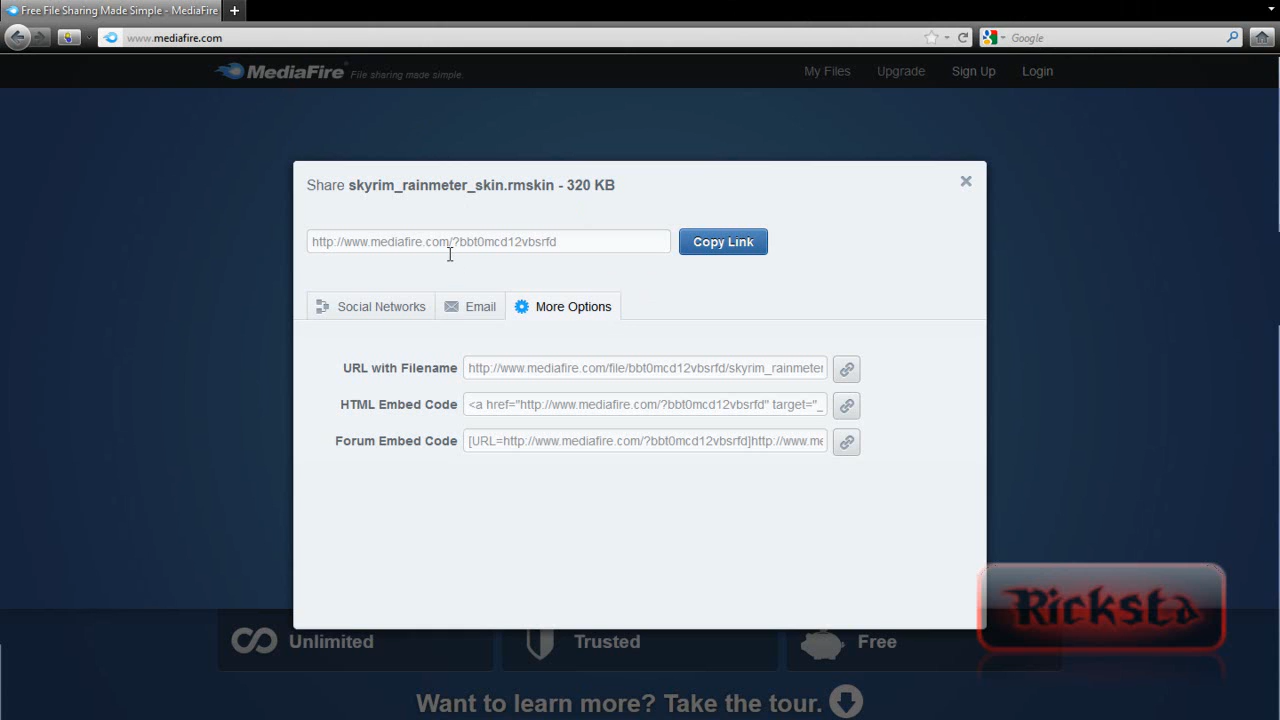 Free File Sharing Made Simple - MediaFire
www.mediafire.com
Google
MediaFire® File sharing made simple.
My Files
Upgrade
Sign Up
Login
Share skyrim_rainmeter_skin.rmskin - 320 KB
http://www.mediafire.com/?bbt0mcd12vbsrfd
Copy Link
Social Networks
Email
More Options
URL with Filename
http://www.mediafire.com/file/bbt0mcd12vbsrfd/skyrim_rainmeter
HTML Embed Code
<a href="http://www.mediafire.com/?bbt0mcd12vbsrfd" target="_
Forum Embed Code
[URL=http://www.mediafire.com/?bbt0mcd12vbsrfd]http://www.me
Ricksta
Unlimited
Trusted
Free
Want to learn more? Take the tour.